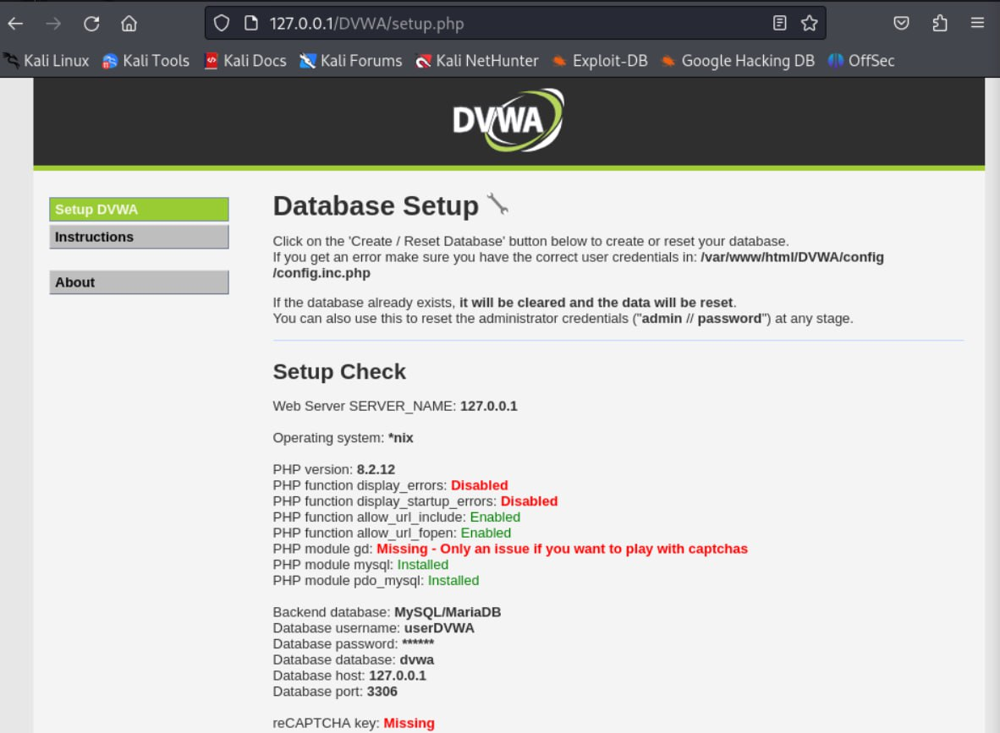 127.0.0.1/DVWA/setup.php
Kali Linux Kali Tools Kali Docs Kali Forums Kali NetHunter Exploit-DB Google Hacking DB OffSec
DVWA
Setup DVWA
Instructions
About
Database Setup
Click on the 'Create / Reset Database' button below to create or reset your database.
If you get an error make sure you have the correct user credentials in: /var/www/html/DVWA/config
/config.inc.php
If the database already exists, it will be cleared and the data will be reset.
You can also use this to reset the administrator credentials ("admin // password") at any stage.
Setup Check
Web Server SERVER_NAME: 127.0.0.1
Operating system: *nix
PHP version: 8.2.12
PHP function display_errors: Disabled
PHP function display_startup_errors: Disabled
PHP function allow_url_include: Enabled
PHP function allow_url_fopen: Enabled
PHP module gd: Missing - Only an issue if you want to play with captchas
PHP module mysql: Installed
PHP module pdo_mysql: Installed
Backend database: MySQL/MariaDB
Database username: userDVWA
Database password: ******
Database database: dvwa
Database host: 127.0.0.1
Database port: 3306
reCAPTCHA key: Missing